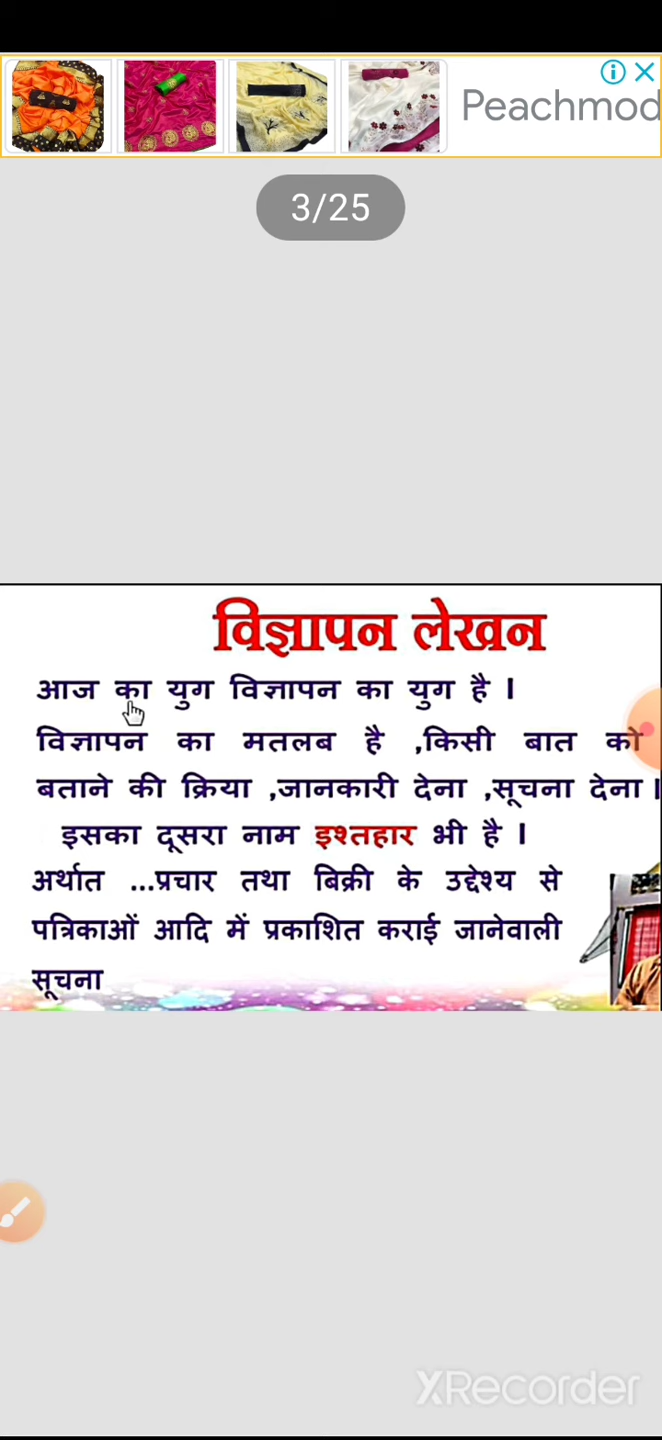 Peachmod
3/25
विज्ञापन लेखन
आज का युग विज्ञापन का युग है ।
विज्ञापन का मतलब है ,किसी बात को
बताने की क्रिया ,जानकारी देना ,सूचना देना ।
इसका दूसरा नाम इश्तहार भी है ।
अर्थात ...प्रचार तथा बिक्री के उद्देश्य से
पत्रिकाओं आदि में प्रकाशित कराई जानेवाली
सूचना
XRecorder